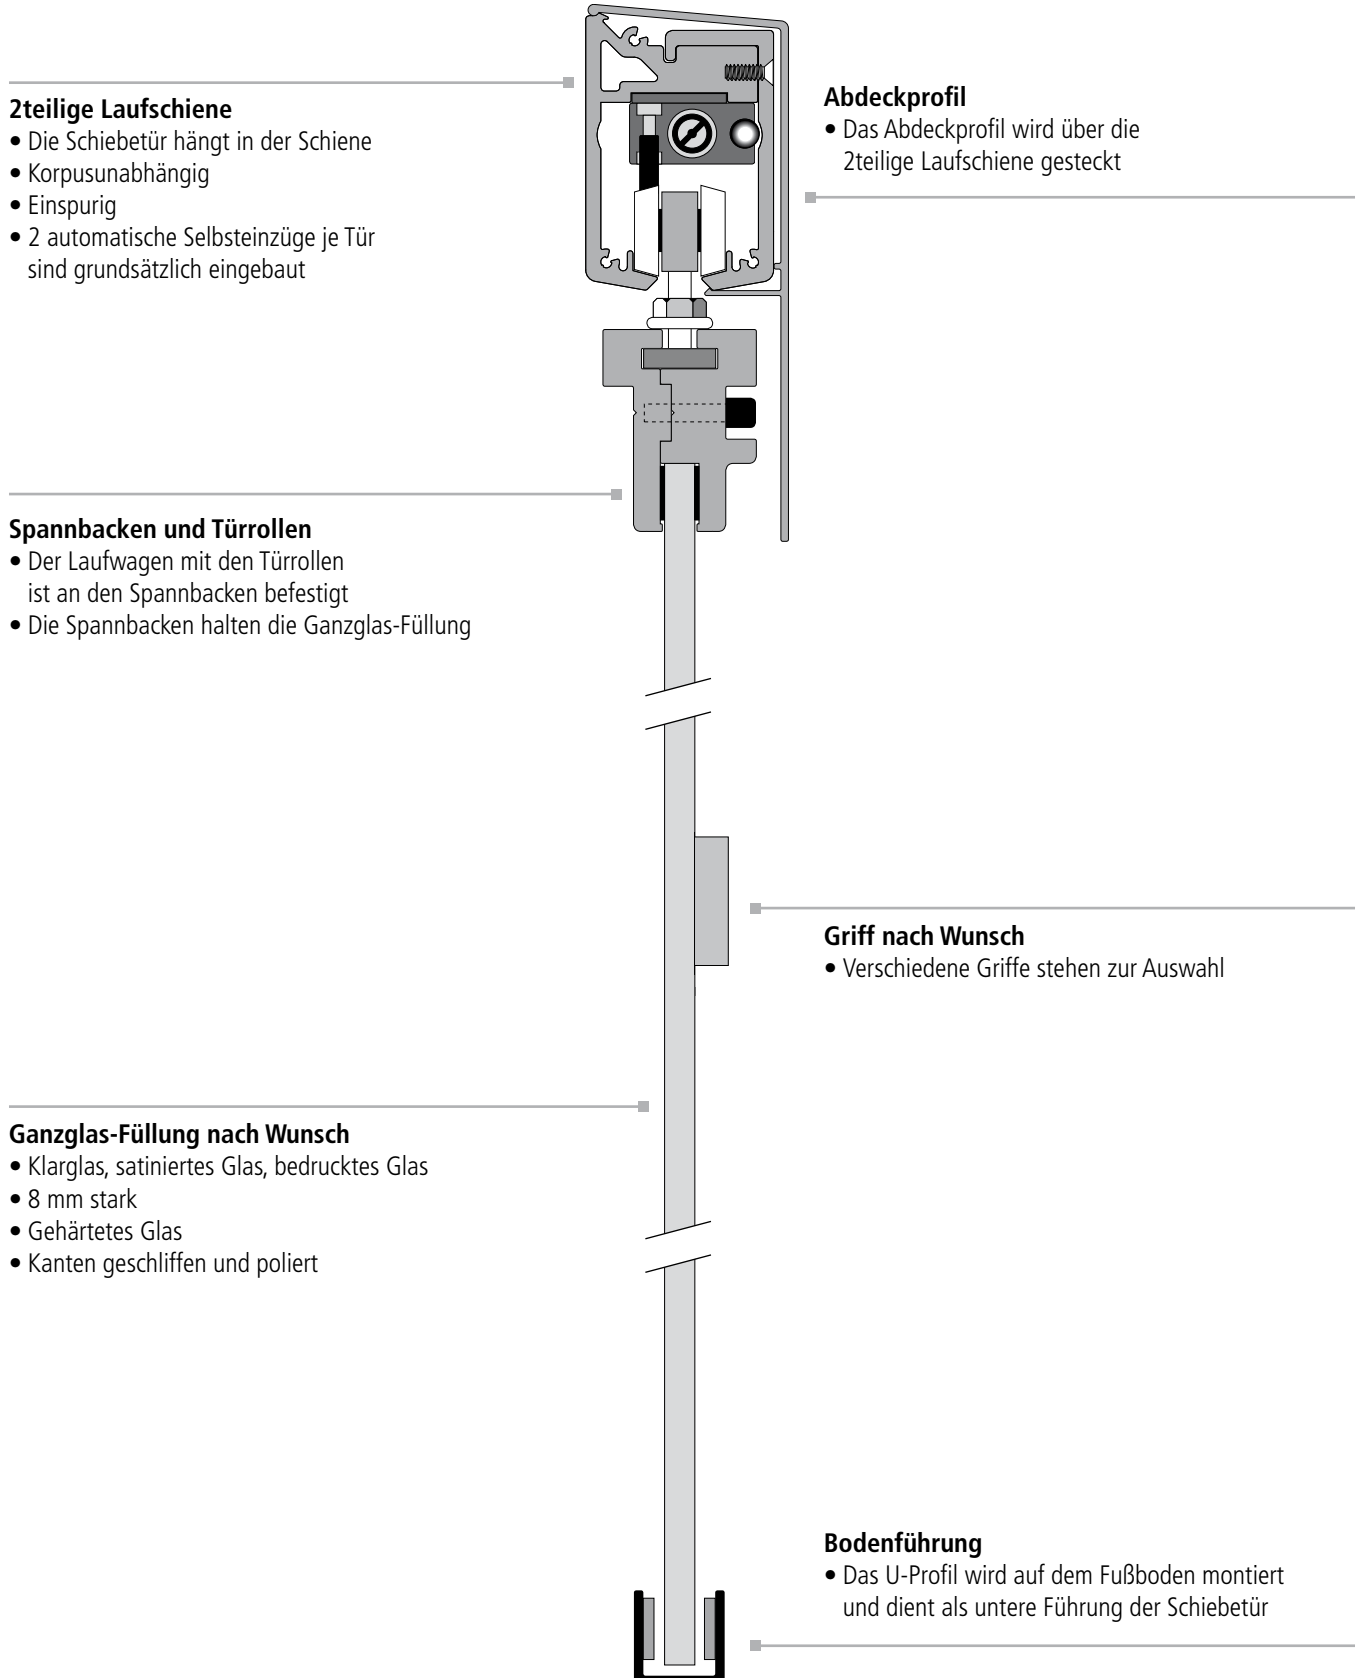 2teilige Laufschiene
• Die Schiebetür hängt in der Schiene
• Korpusunabhängig
• Einspurig
• 2 automatische Selbsteinzüge je Tür
sind grundsätzlich eingebaut
Abdeckprofil
• Das Abdeckprofil wird über die
2teilige Laufschiene gesteckt
Spannbacken und Türrollen
• Der Laufwagen mit den Türrollen
ist an den Spannbacken befestigt
• Die Spannbacken halten die Ganzglas-Füllung
Griff nach Wunsch
• Verschiedene Griffe stehen zur Auswahl
Ganzglas-Füllung nach Wunsch
• Klarglas, satiniertes Glas, bedrucktes Glas
• 8 mm stark
• Gehärtetes Glas
• Kanten geschliffen und poliert
Bodenführung
• Das U-Profil wird auf dem Fußboden montiert
und dient als untere Führung der Schiebetür